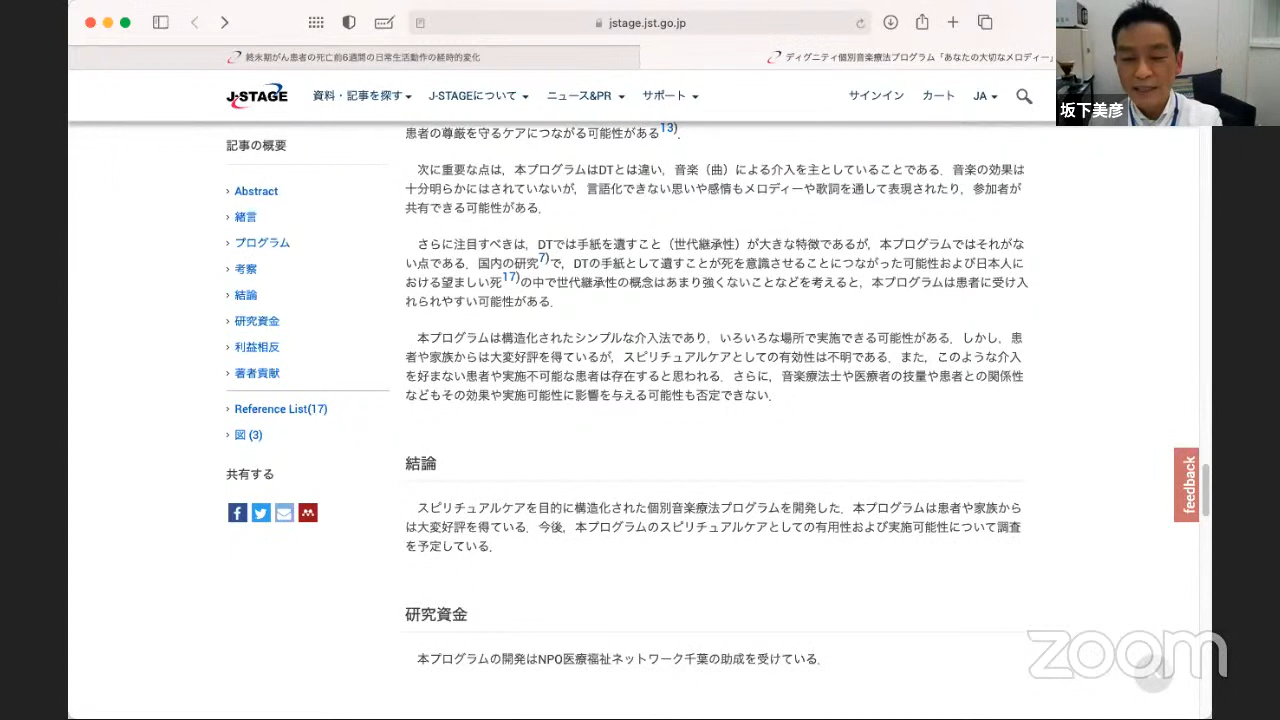 jstage.jst.go.jp
終末期がん患者の死亡前6週間の日常生活動作の経時的変化
ディグニティ個別音楽療法プログラム「あなたの大切なメロディー」
坂下美彦
J-STAGE
資料・記事を探す J-STAGEについて ニュース&PR サポート サインイン カート JA
記事の概要
Abstract
緒言
プログラム
考察
結論
研究資金
利益相反
著者貢献
Reference List(17)
図 (3)
共有する
患者の尊厳を守るケアにつながる可能性がある13)．
次に重要な点は，本プログラムはDTとは違い，音楽（曲）による介入を主としていることである．音楽の効果は
十分明らかにはされていないが，言語化できない思いや感情もメロディーや歌詞を通して表現されたり，参加者が
共有できる可能性がある．
さらに注目すべきは，DTでは手紙を遺すこと（世代継承性）が大きな特徴であるが，本プログラムではそれがな
い点である．国内の研究7)で，DTの手紙として遺すことが死を意識させることにつながった可能性および日本人に
おける望ましい死17)の中で世代継承性の概念はあまり強くないことなどを考えると，本プログラムは患者に受け入
れられやすい可能性がある．
本プログラムは構造化されたシンプルな介入法であり，いろいろな場所で実施できる可能性がある．しかし，患
者や家族からは大変好評を得ているが，スピリチュアルケアとしての有効性は不明である．また，このような介入
を好まない患者や実施不可能な患者は存在すると思われる．さらに，音楽療法士や医療者の技量や患者との関係性
などもその効果や実施可能性に影響を与える可能性も否定できない．
結論
スピリチュアルケアを目的に構造化された個別音楽療法プログラムを開発した．本プログラムは患者や家族から
は大変好評を得ている．今後，本プログラムのスピリチュアルケアとしての有用性および実施可能性について調査
を予定している．
研究資金
本プログラムの開発はNPO医療福祉ネットワーク千葉の助成を受けている．
feedback
zoom